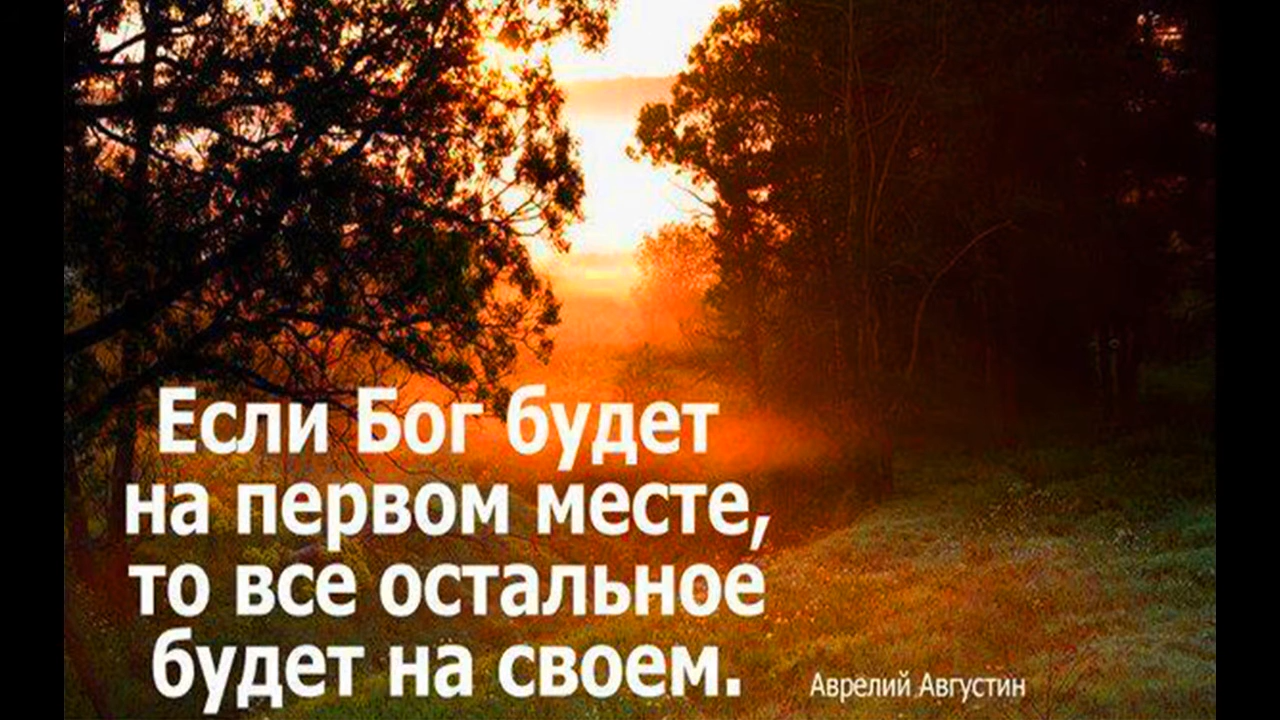 Если Бог будет
на первом месте,
то все остальное
будет на своем.
Аврелий Августин